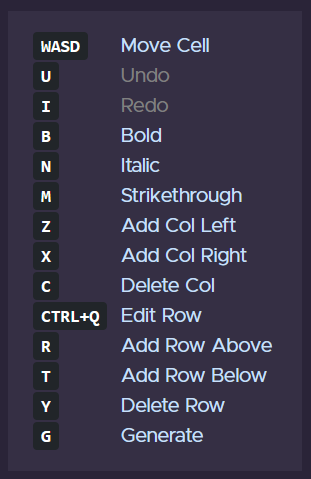 WASD Move Cell
U Undo
I Redo
B Bold
N Italic
M Strikethrough
Z Add Col Left
X Add Col Right
C Delete Col
CTRL+Q Edit Row
R Add Row Above
T Add Row Below
Y Delete Row
G Generate